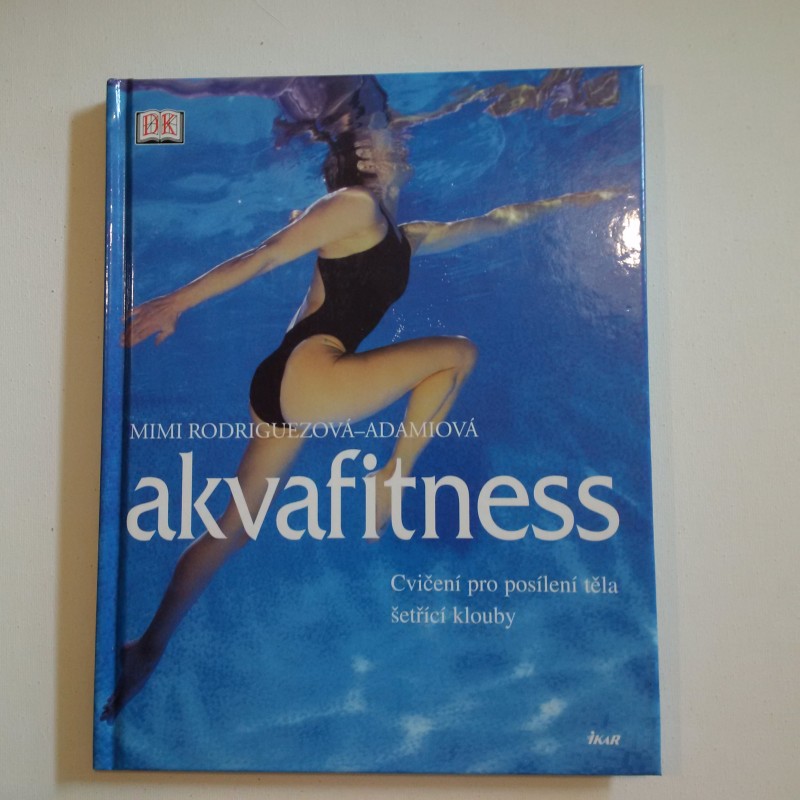 DK
MIMI RODRIGUEZOVÁ–ADAMIOVÁ
akvafitness
Cvičení pro posílení těla
šetřící klouby
IKAR